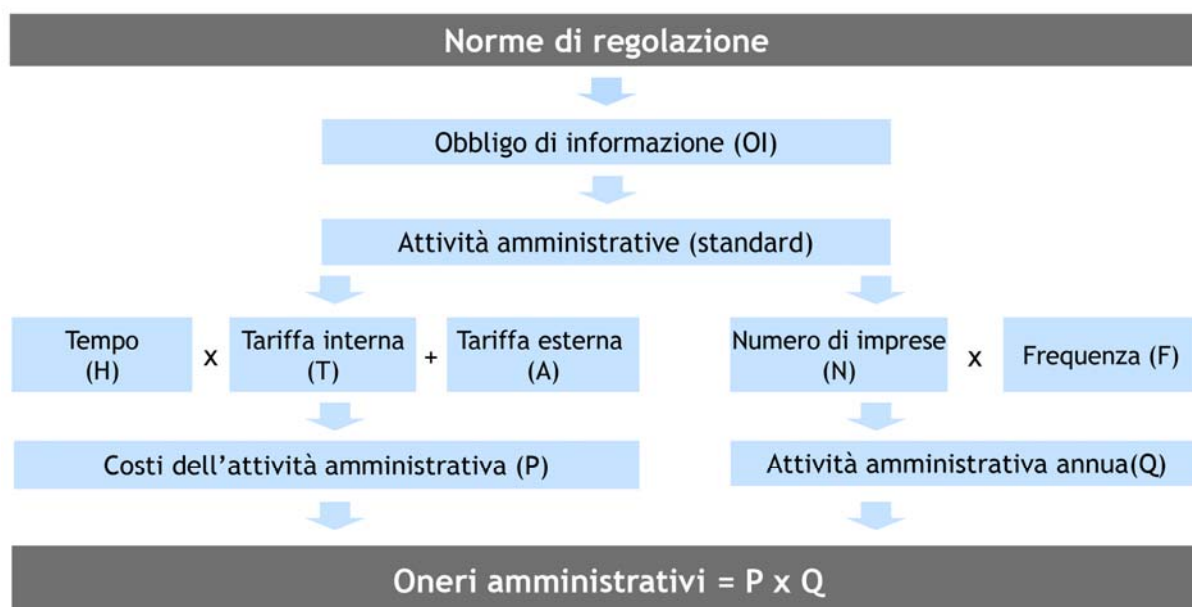 Norme di regolazione
Obbligo di informazione (OI)
Attività amministrative (standard)
Tempo
(H)
x
Tariffa interna
(T)
+
Tariffa esterna
(A)
Numero di imprese
(N)
x
Frequenza (F)
Costi dell'attività amministrativa (P)
Attività amministrativa annua(Q)
Oneri amministrativi = P x Q